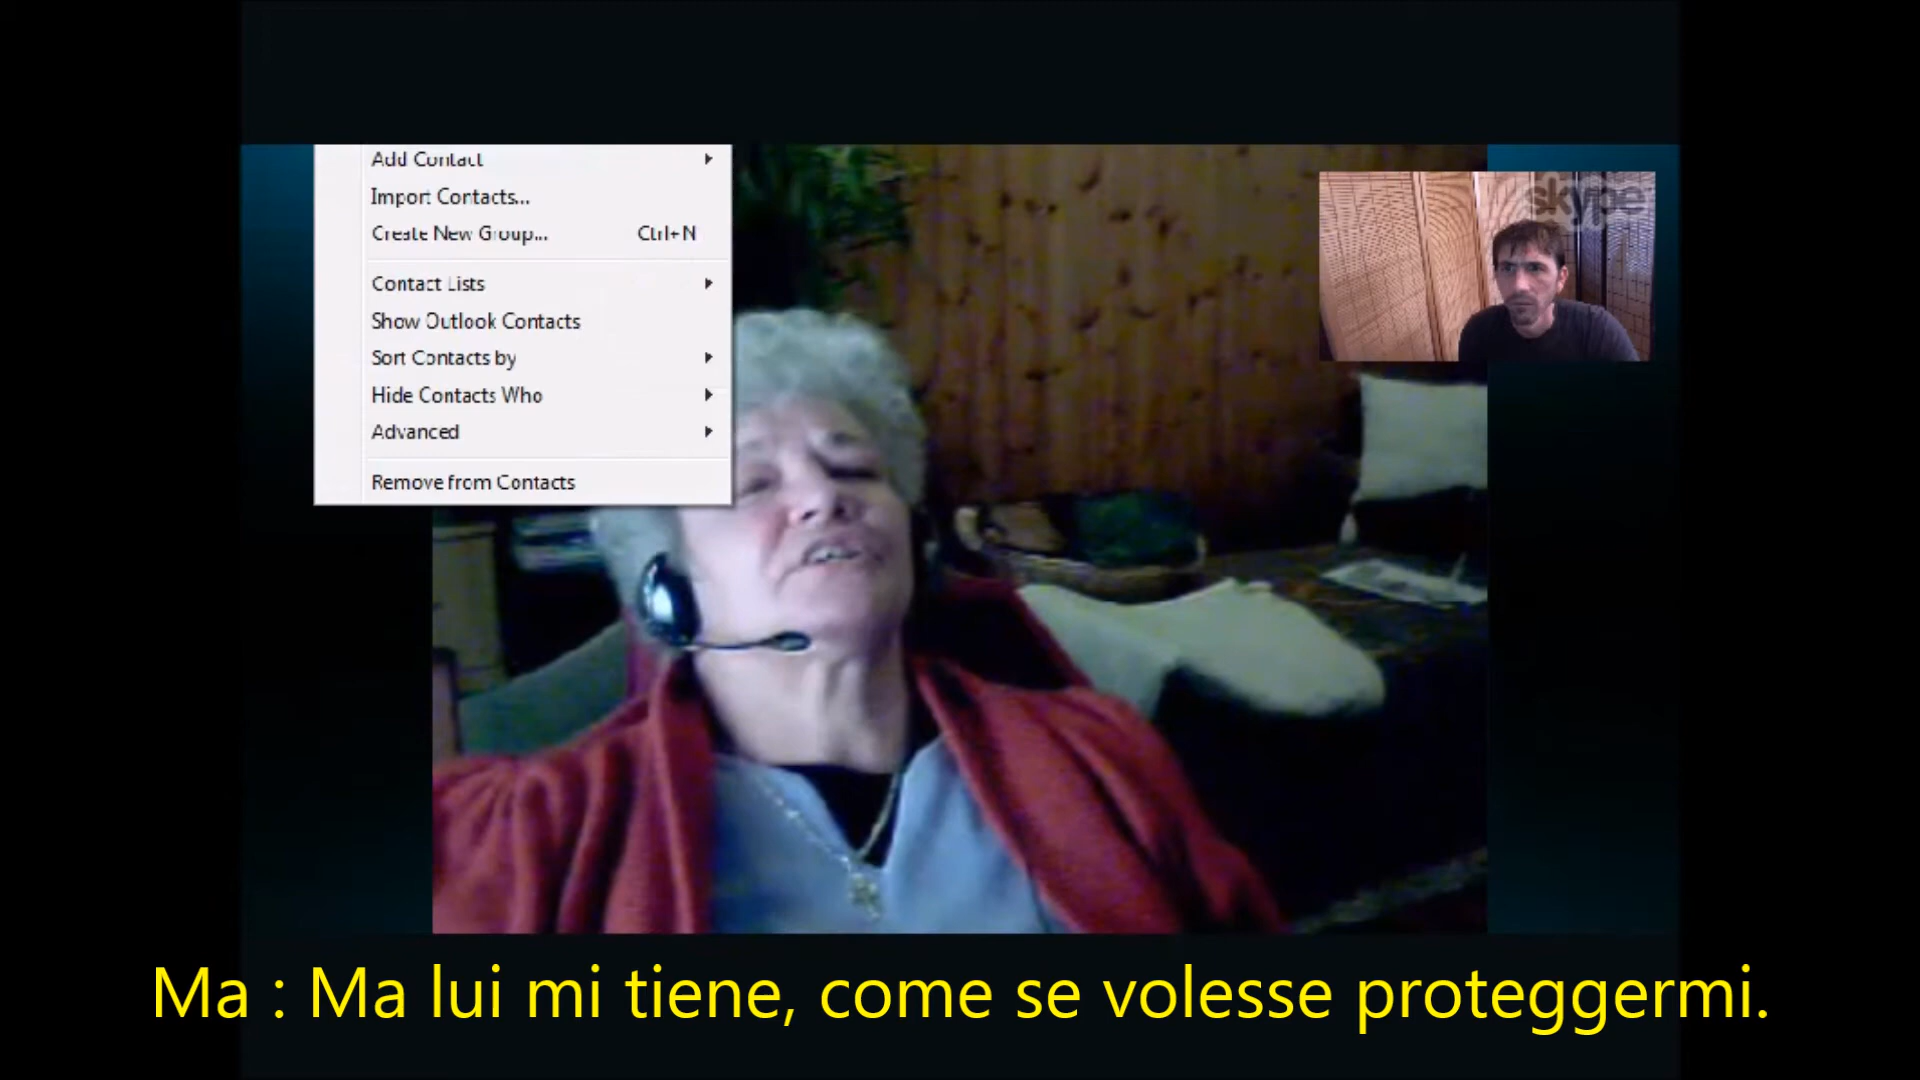 Add Contact
Import Contacts...
Create New Group... Ctrl+N
Contact Lists
Show Outlook Contacts
Sort Contacts by
Hide Contacts Who
Advanced
Remove from Contacts
skype
Ma : Ma lui mi tiene, come se volesse proteggermi.